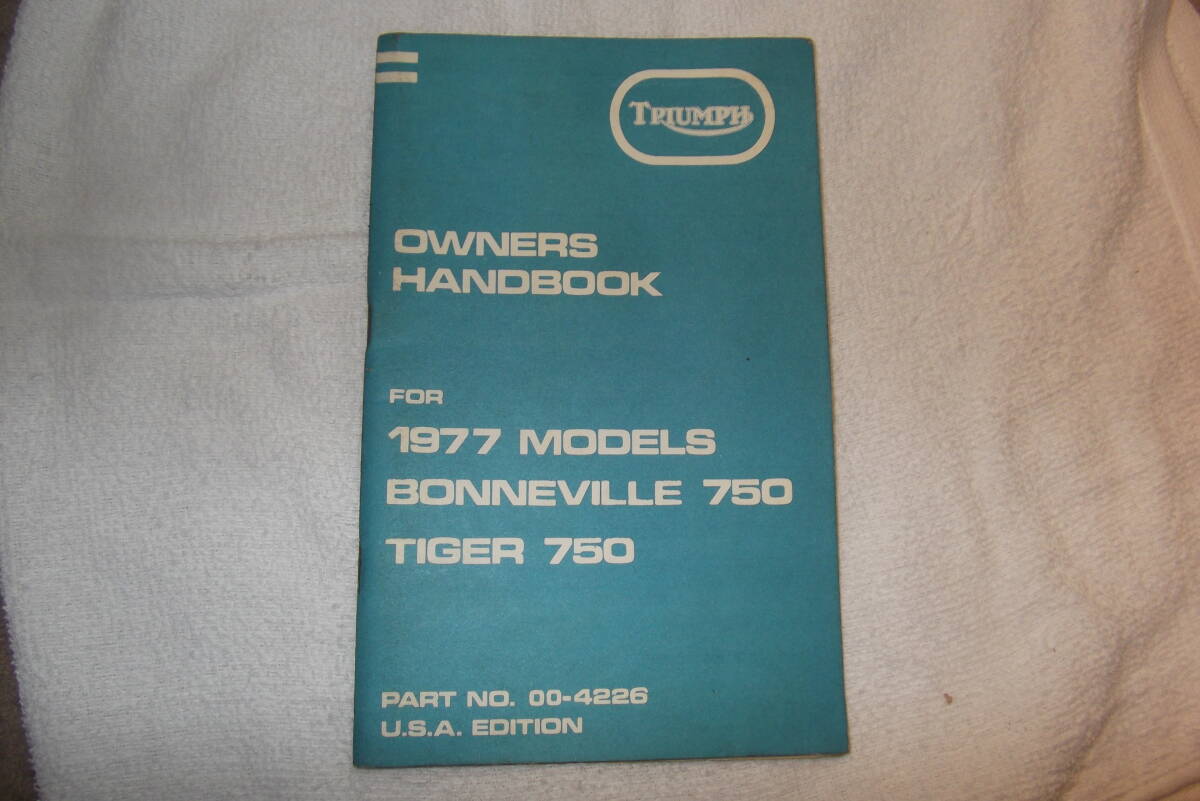 TRIUMPH
OWNERS
HANDBOOK
FOR
1977 MODELS
BONNEVILLE 750
TIGER 750
PART NO. 00-4226
U.S.A. EDITION